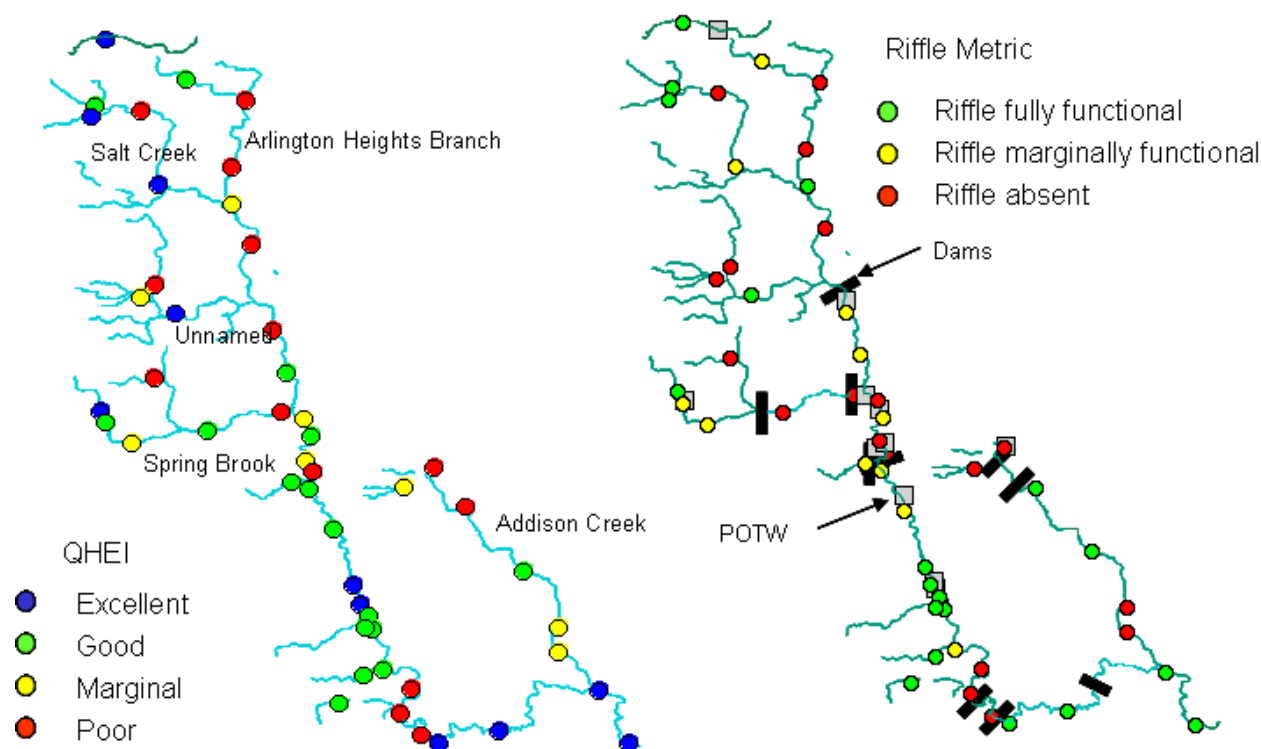 Salt Creek
Arlington Heights Branch
Unnamed
Spring Brook
Addison Creek
QHEI
Excellent
Good
Marginal
Poor
Riffle Metric
Riffle fully functional
Riffle marginally functional
Riffle absent
Dams
POTW